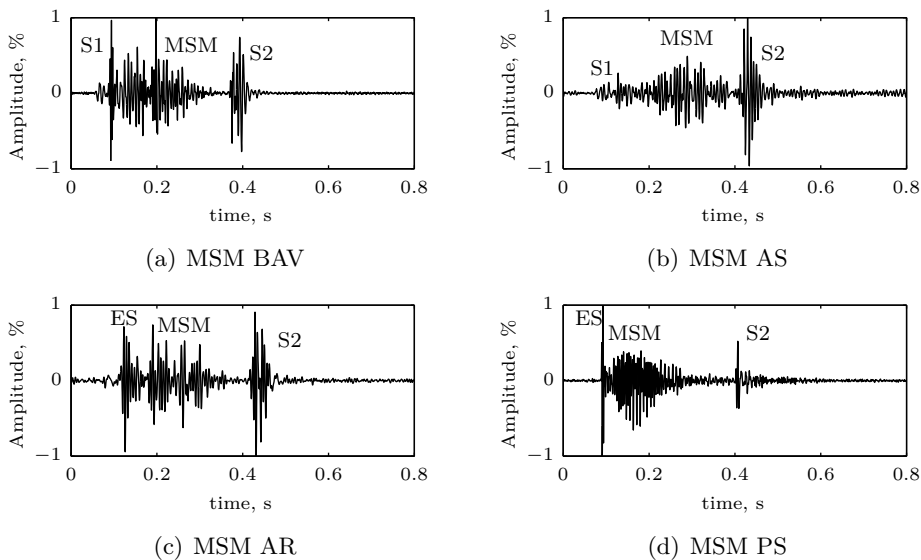 1
0
−1
Amplitude, %
S1
MSM
S2
0 0.2 0.4 0.6 0.8
time, s
(a) MSM BAV
1
0
−1
Amplitude, %
S1
MSM
S2
0 0.2 0.4 0.6 0.8
time, s
(b) MSM AS
1
0
−1
Amplitude, %
ES
MSM
S2
0 0.2 0.4 0.6 0.8
time, s
(c) MSM AR
1
0
−1
Amplitude, %
ES
MSM
S2
0 0.2 0.4 0.6 0.8
time, s
(d) MSM PS